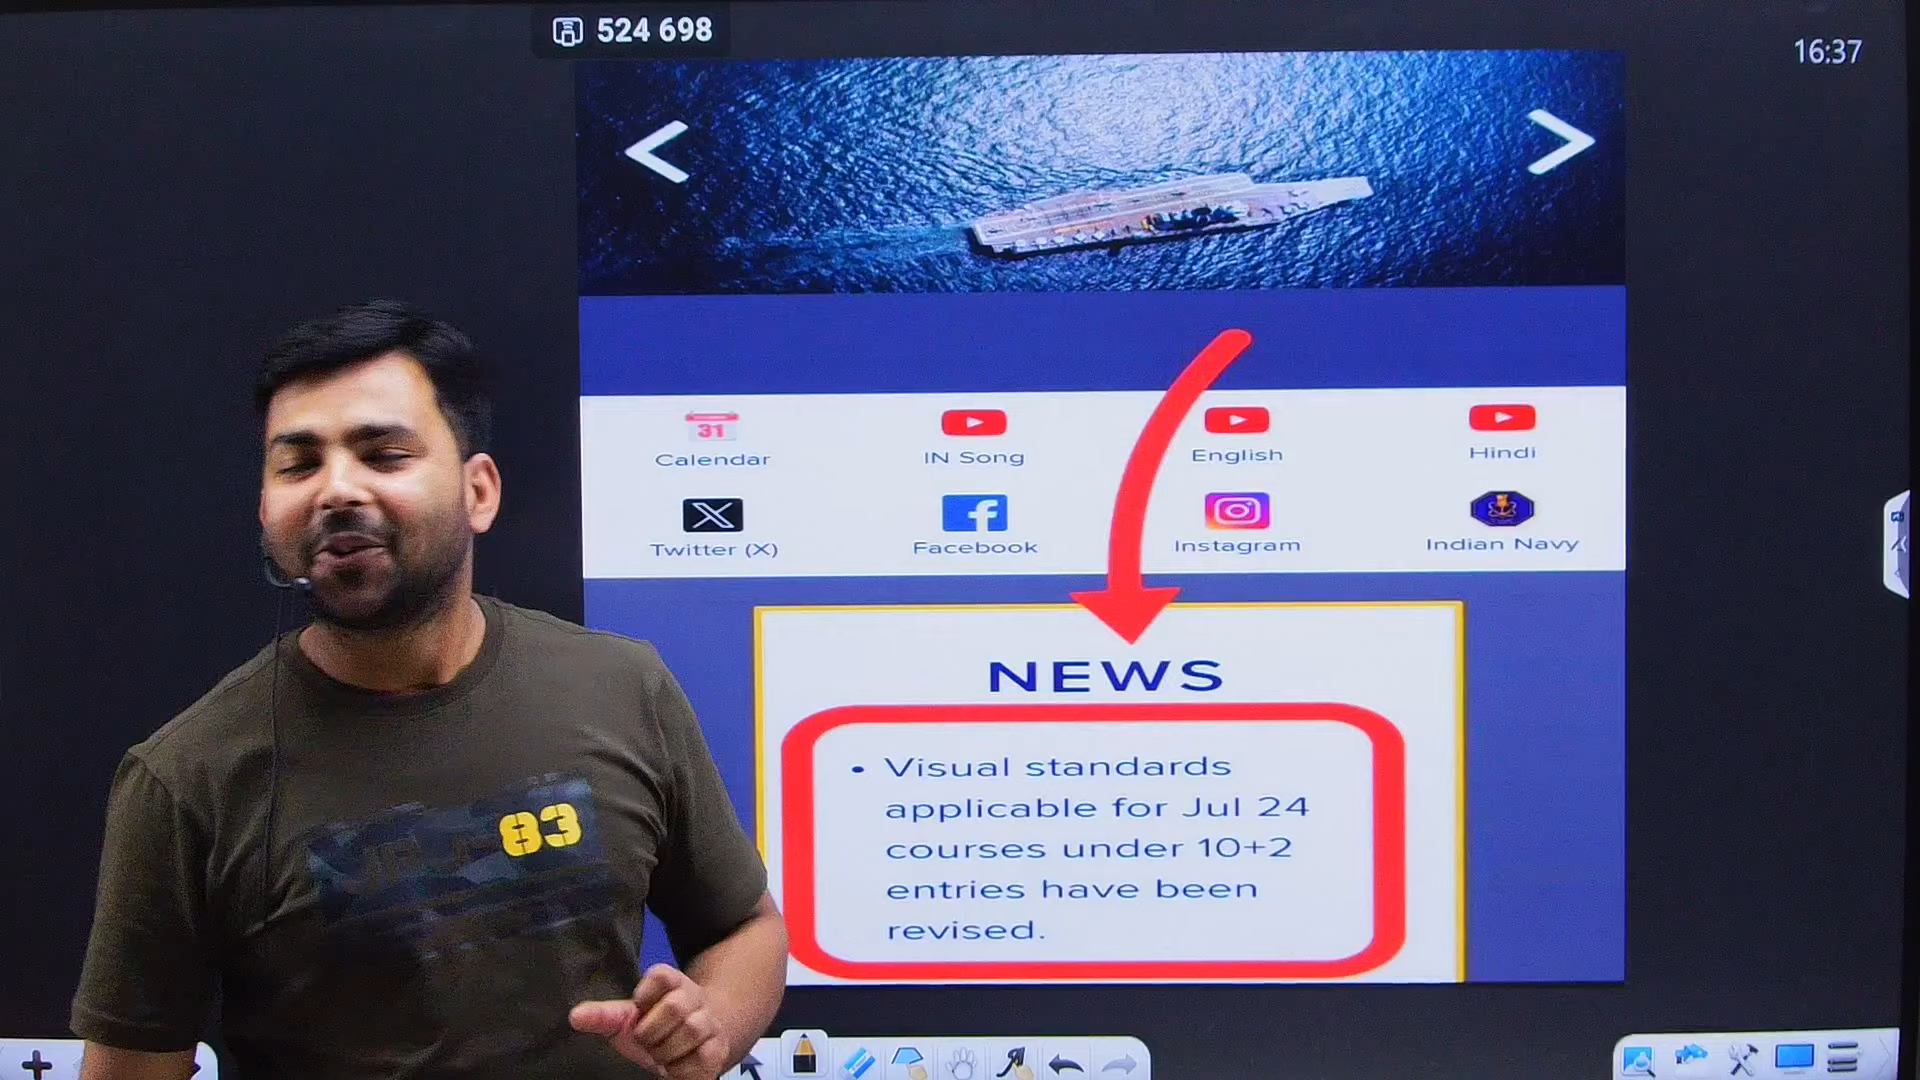 524 698
16:37
31
Calendar
IN Song
English
Hindi
Twitter (X)
Facebook
Instagram
Indian Navy
NEWS
• Visual standards
applicable for Jul 24
courses under 10+2
entries have been
revised.
83